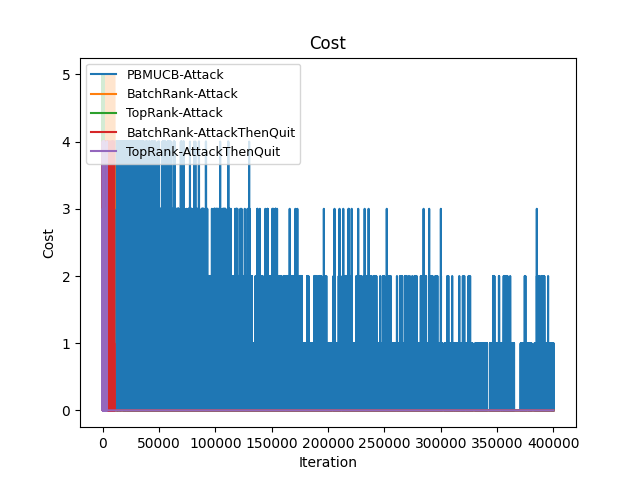 Cost
5
4
3
2
1
0
Cost
PBMUCB-Attack
BatchRank-Attack
TopRank-Attack
BatchRank-AttackThenQuit
TopRank-AttackThenQuit
0 50000 100000 150000 200000 250000 300000 350000 400000
Iteration